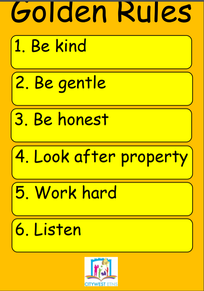 Golden Rules
1. Be kind
2. Be gentle
3. Be honest
4. Look after property
5. Work hard
6. Listen